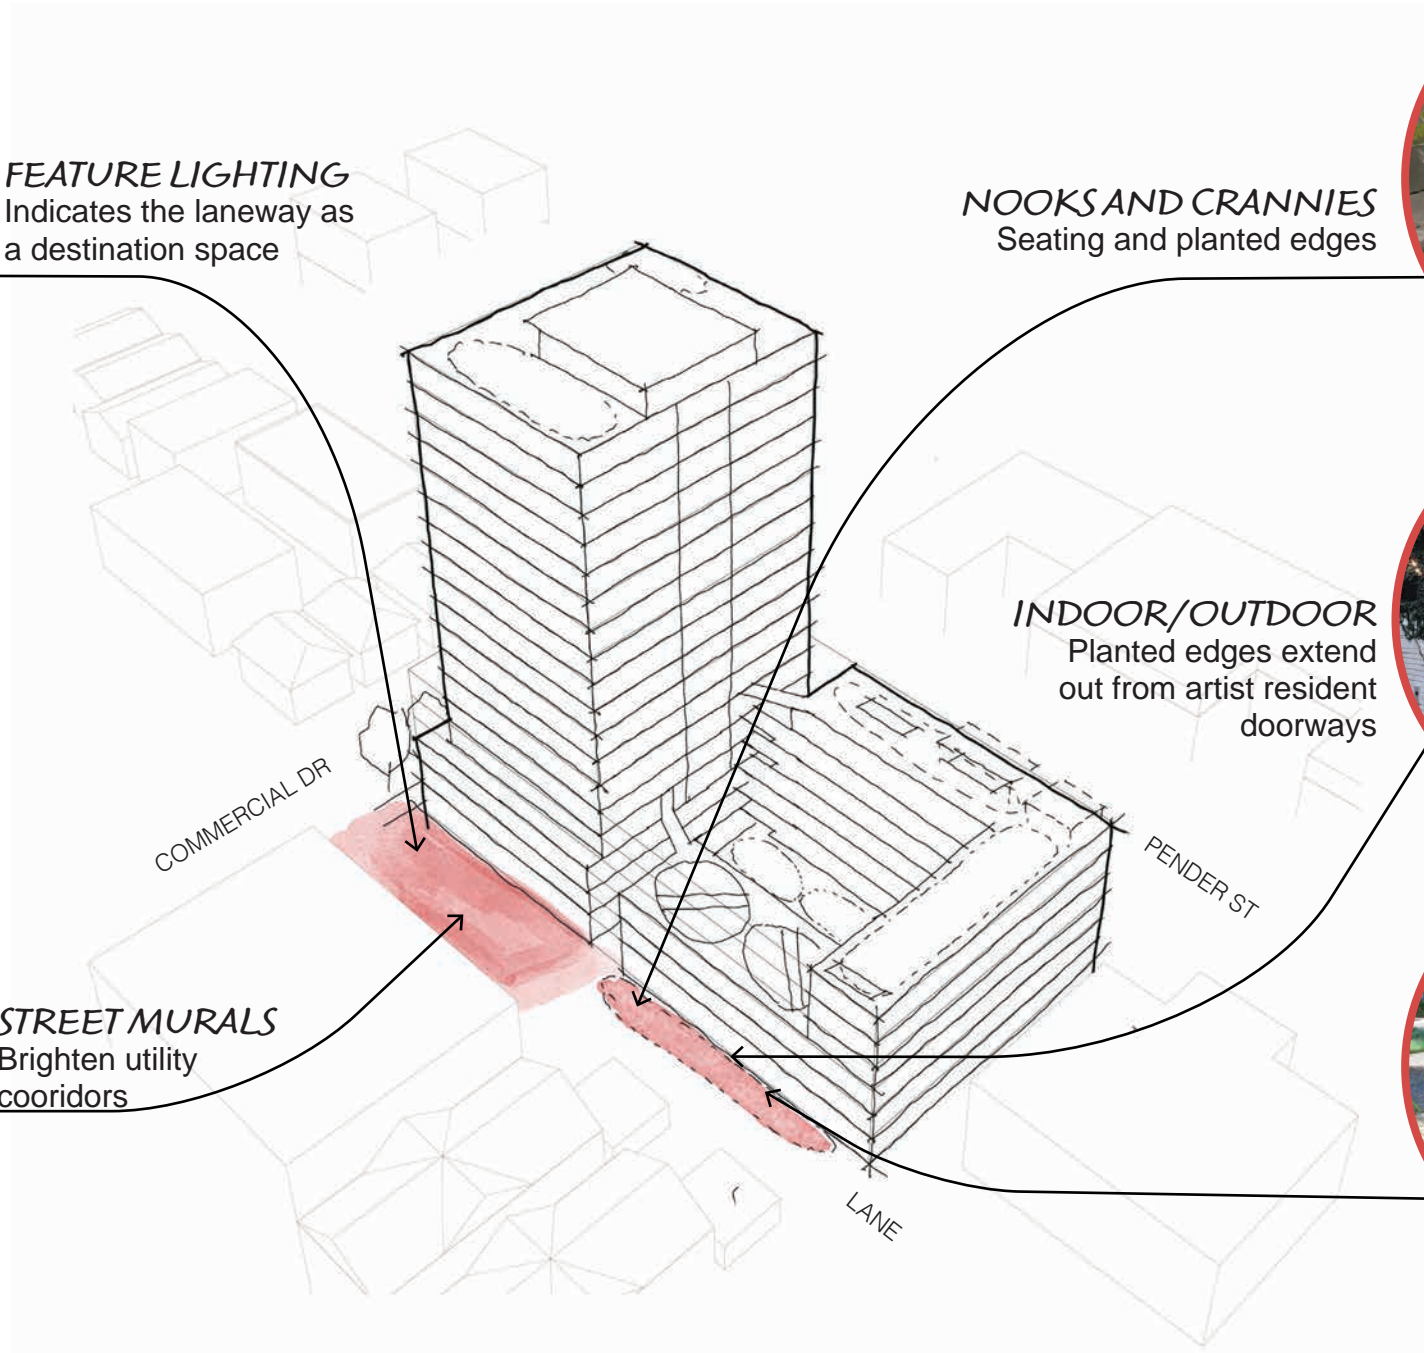 FEATURE LIGHTING
Indicates the laneway as
a destination space
NOOKS AND CRANNIES
Seating and planted edges
INDOOR/OUTDOOR
Planted edges extend
out from artist resident
doorways
COMMERCIAL DR
PENDER ST
STREET MURALS
Brighten utility
cooridors
LANE